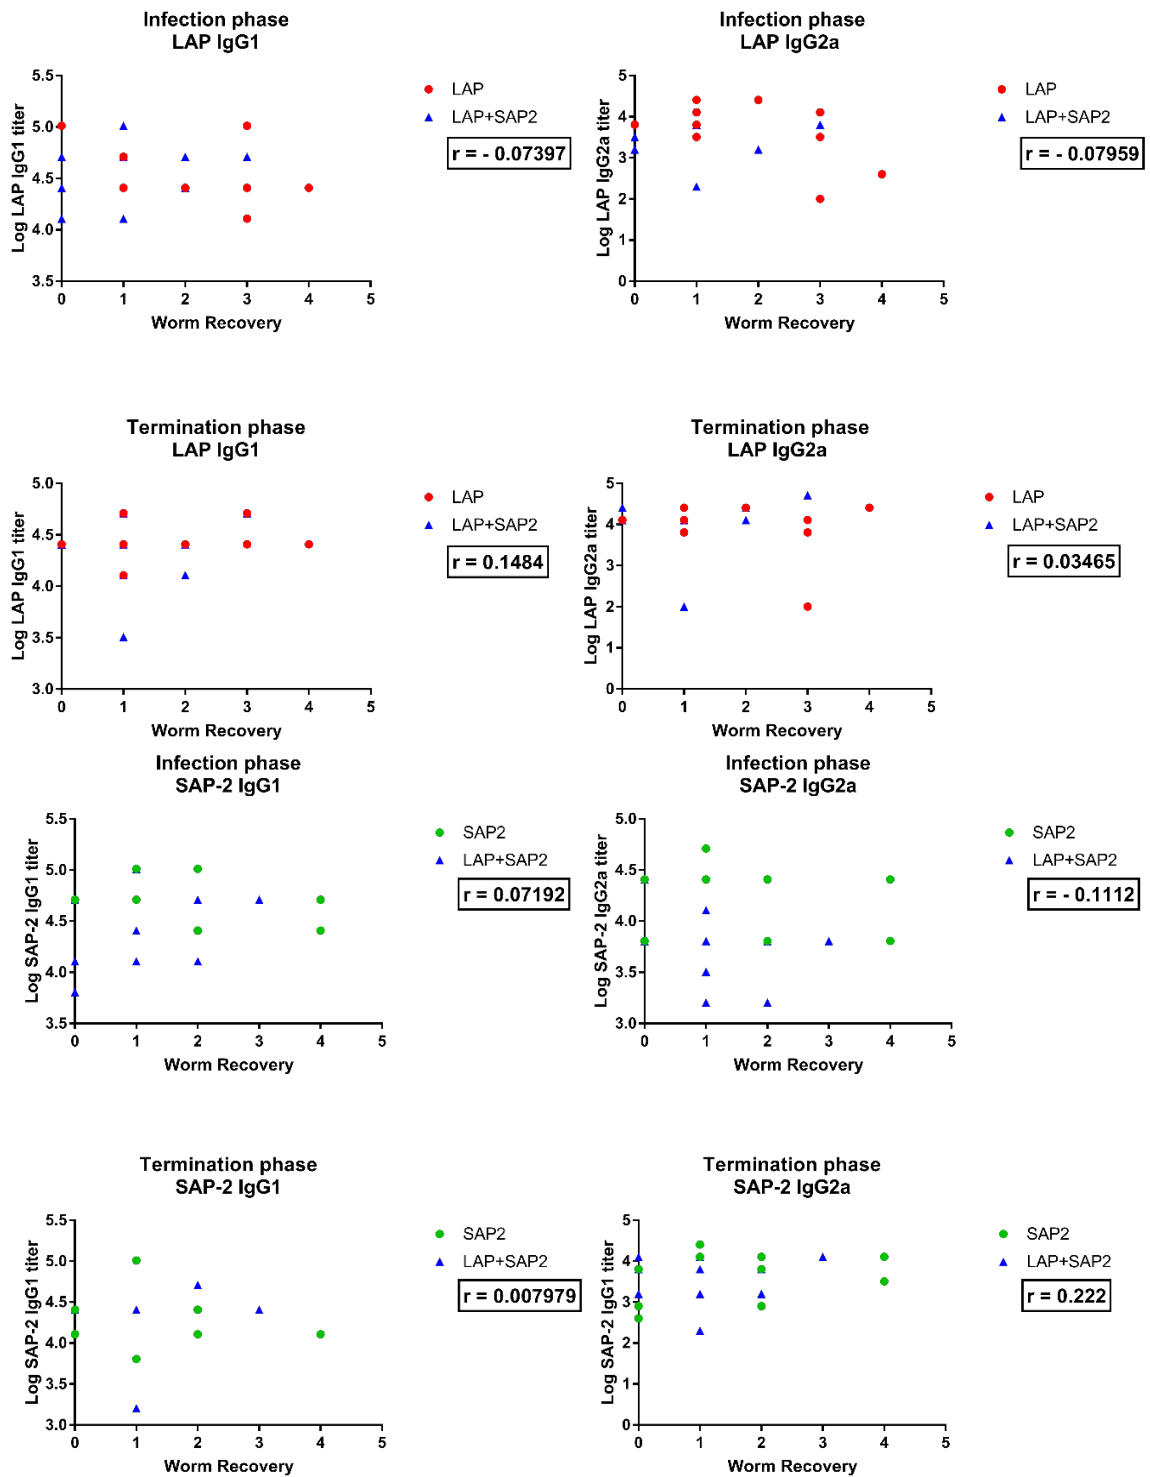 Infection phase
LAP IgG1
5.5
5.0
4.5
4.0
3.5
Log LAP IgG1 titer
0 1 2 3 4 5
Worm Recovery
LAP
LAP+SAP2
r = - 0.07397
Infection phase
LAP IgG2a
5
4
3
2
1
0
Log LAP IgG2a titer
0 1 2 3 4 5
Worm Recovery
LAP
LAP+SAP2
r = - 0.07959
Termination phase
LAP IgG1
5.0
4.5
4.0
3.5
3.0
Log LAP IgG1 titer
0 1 2 3 4 5
Worm Recovery
LAP
LAP+SAP2
r = 0.1484
Termination phase
LAP IgG2a
5
4
3
2
1
0
Log LAP IgG2a titer
0 1 2 3 4 5
Worm Recovery
LAP
LAP+SAP2
r = 0.03465
Infection phase
SAP-2 IgG1
5.5
5.0
4.5
4.0
3.5
Log SAP-2 IgG1 titer
0 1 2 3 4 5
Worm Recovery
SAP2
LAP+SAP2
r = 0.07192
Infection phase
SAP-2 IgG2a
5.0
4.5
4.0
3.5
3.0
Log SAP-2 IgG2a titer
0 1 2 3 4 5
Worm Recovery
SAP2
LAP+SAP2
r = - 0.1112
Termination phase
SAP-2 IgG1
5.5
5.0
4.5
4.0
3.5
3.0
Log SAP-2 IgG1 titer
0 1 2 3 4 5
Worm Recovery
SAP2
LAP+SAP2
r = 0.007979
Termination phase
SAP-2 IgG2a
5
4
3
2
1
0
Log SAP-2 IgG1 titer
0 1 2 3 4 5
Worm Recovery
SAP2
LAP+SAP2
r = 0.222